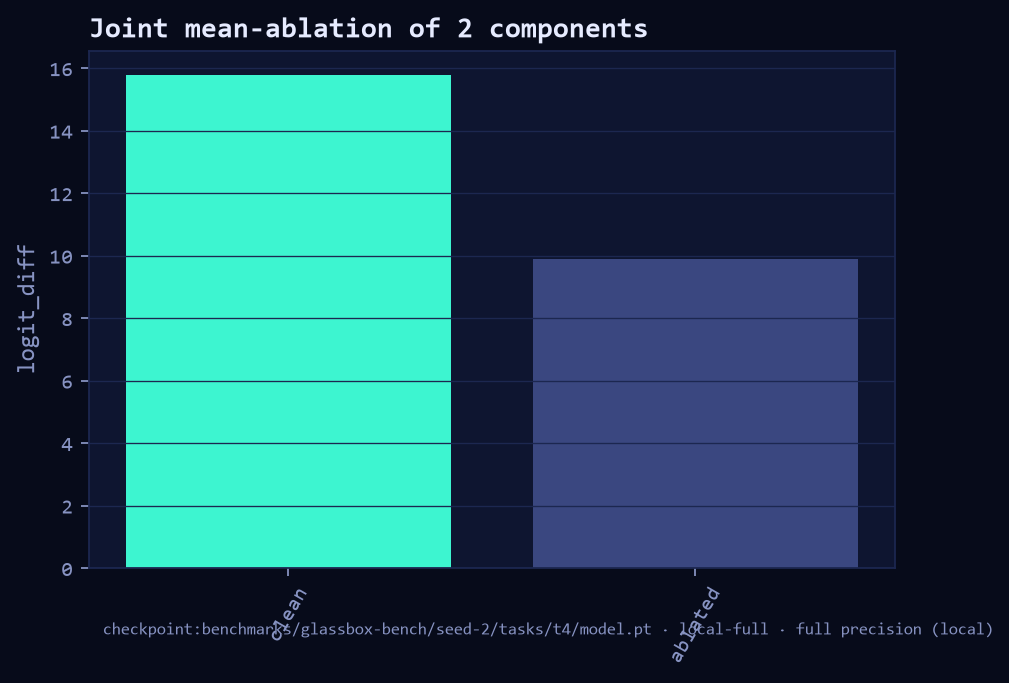 Joint mean-ablation of 2 components
16
14
12
10
8
6
4
2
0
logit_diff
clean
ablated
checkpoint:benchmarks/glassbox-bench/seed-2/tasks/t4/model.pt · local-full · full precision (local)